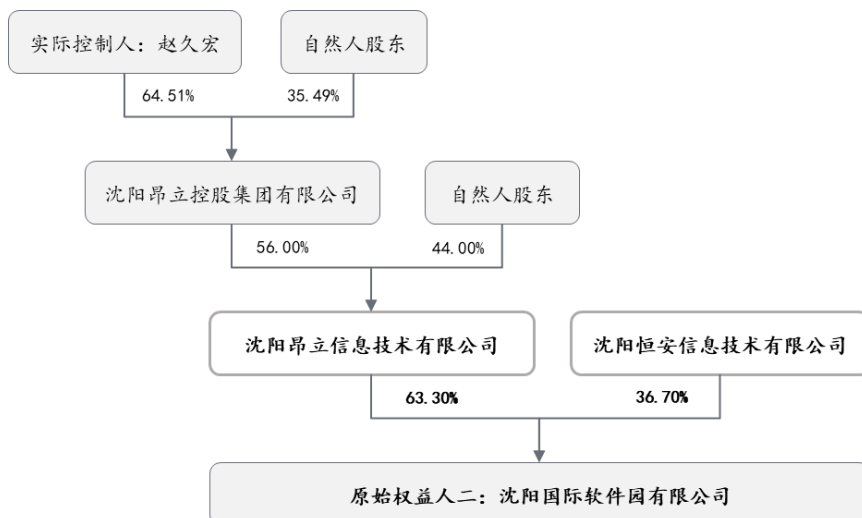 实际控制人：赵久宏
自然人股东
64.51%
35.49%
沈阳昂立控股集团有限公司
自然人股东
56.00%
44.00%
沈阳昂立信息技术有限公司
沈阳恒安信息技术有限公司
63.30%
36.70%
原始权益人二：沈阳国际软件园有限公司